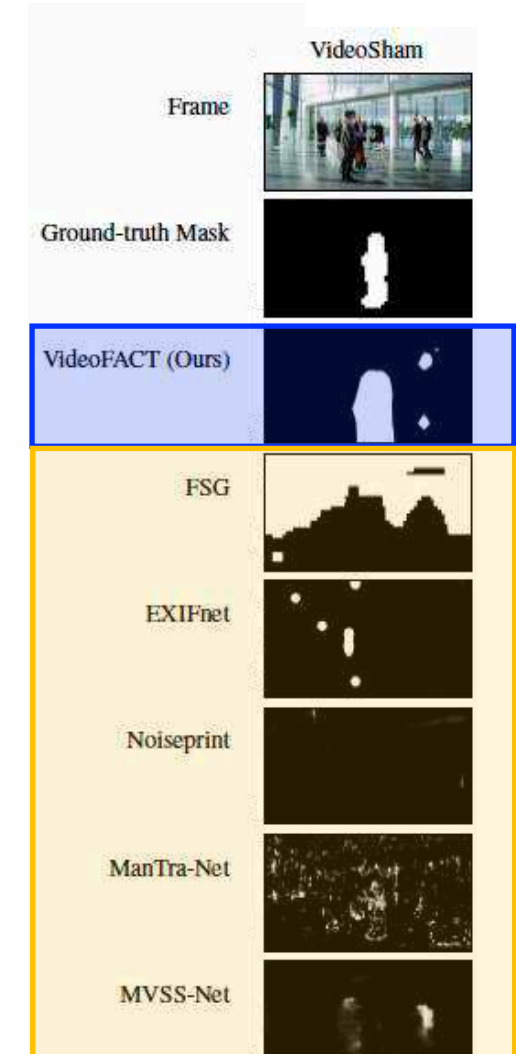 VideoSham
Frame
Ground-truth Mask
VideoFACT (Ours)
FSG
EXIFnet
Noiseprint
ManTra-Net
MVSS-Net